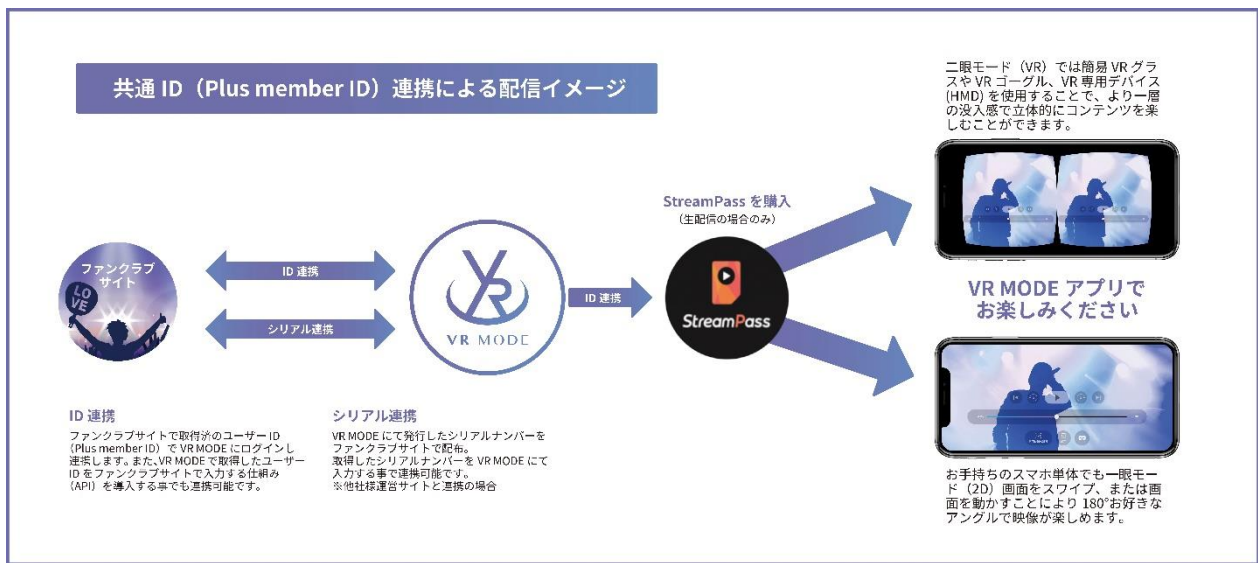 共通 ID（Plus member ID）連携による配信イメージ
ファンクラブ
サイト
LO
VE
ID 連携
シリアル連携
VR
VR MODE
ID 連携
StreamPass を購入
（生配信の場合のみ）
StreamPass
二眼モード（VR）では簡易 VR グラ
スや VR ゴーグル、VR 専用デバイス
(HMD) を使用することで、より一層
の没入感で立体的にコンテンツを楽
しむことができます。
VR MODE アプリで
お楽しみください
お手持ちのスマホ単体でも一眼モー
ド（2D）画面をスワイプ、または画
面を動かすことにより 180°お好きな
アングルで映像が楽しめます。
ID 連携
ファンクラブサイトで取得済のユーザー ID
（Plus member ID）で VR MODE にログインし
連携します。また、VR MODE で取得したユーザー
ID をファンクラブサイトで入力する仕組み
（API）を導入する事でも連携可能です。
シリアル連携
VR MODE にて発行したシリアルナンバーを
ファンクラブサイトで配布。
取得したシリアルナンバーを VR MODE にて
入力する事で連携可能です。
※他社様運営サイトと連携の場合